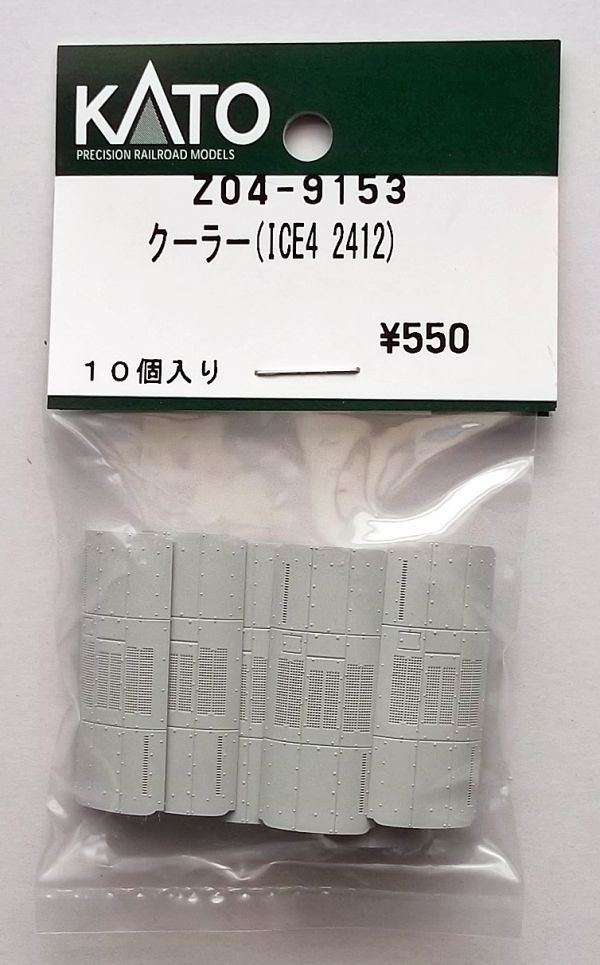 KATO
PRECISION RAILROAD MODELS
Z04-9153
クーラー(ICE4 2412)
¥550
10個入り